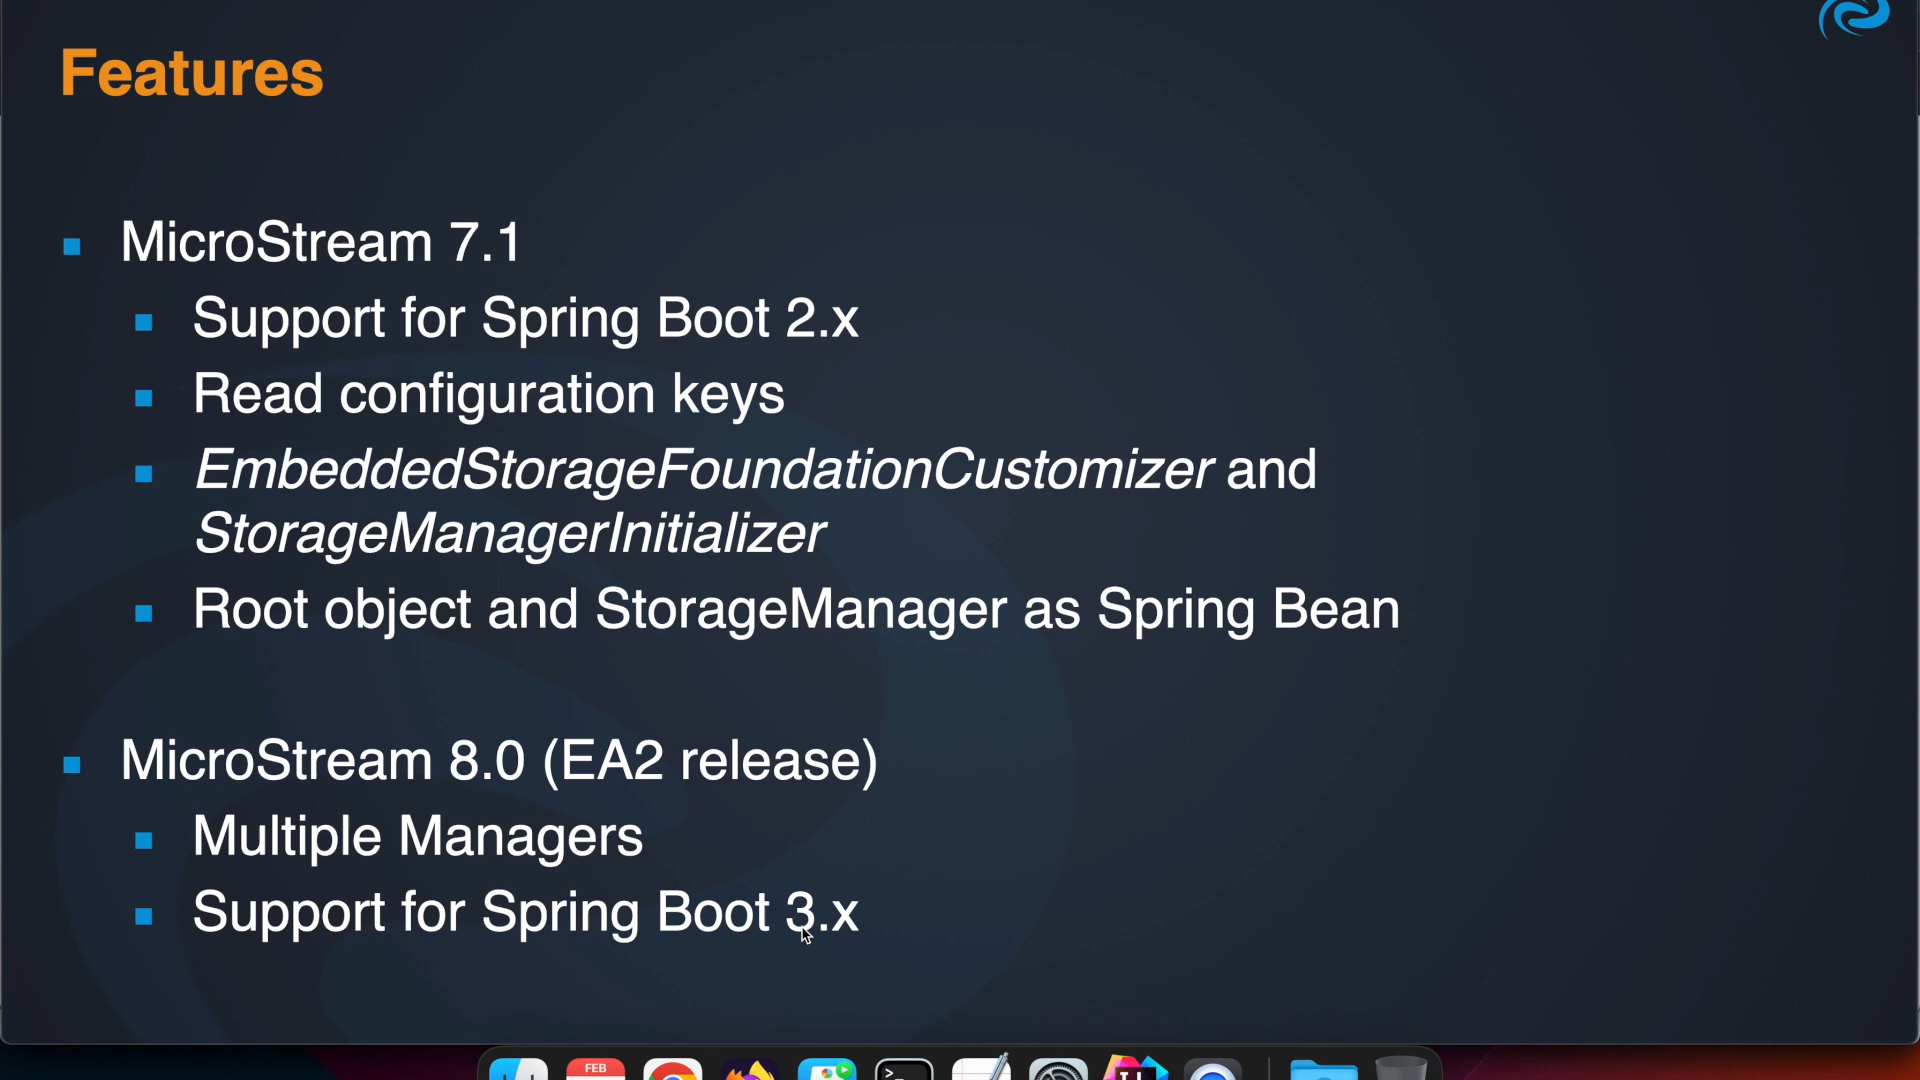 Features
MicroStream 7.1
Support for Spring Boot 2.x
Read configuration keys
EmbeddedStorageFoundationCustomizer and
StorageManagerInitializer
Root object and StorageManager as Spring Bean
MicroStream 8.0 (EA2 release)
Multiple Managers
Support for Spring Boot 3.x
FEB
>_